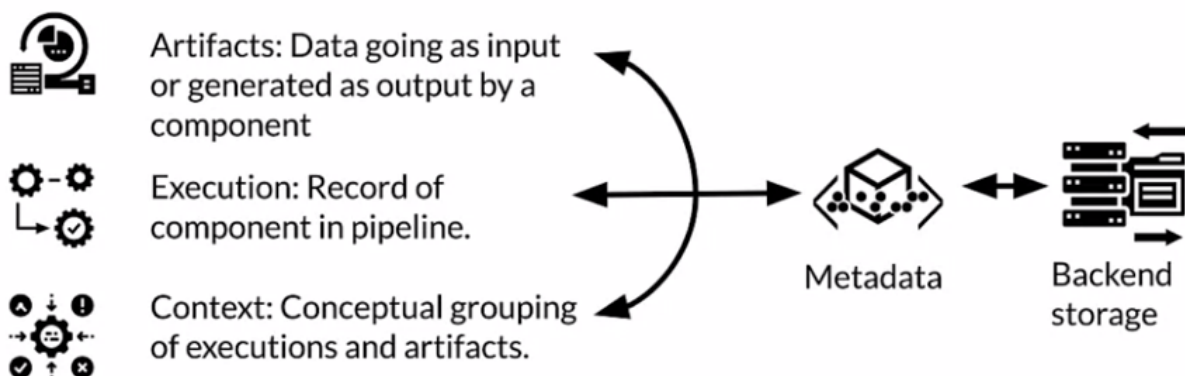 Artifacts: Data going as input
or generated as output by a
component
Execution: Record of
component in pipeline.
Context: Conceptual grouping
of executions and artifacts.
Metadata
Backend
storage